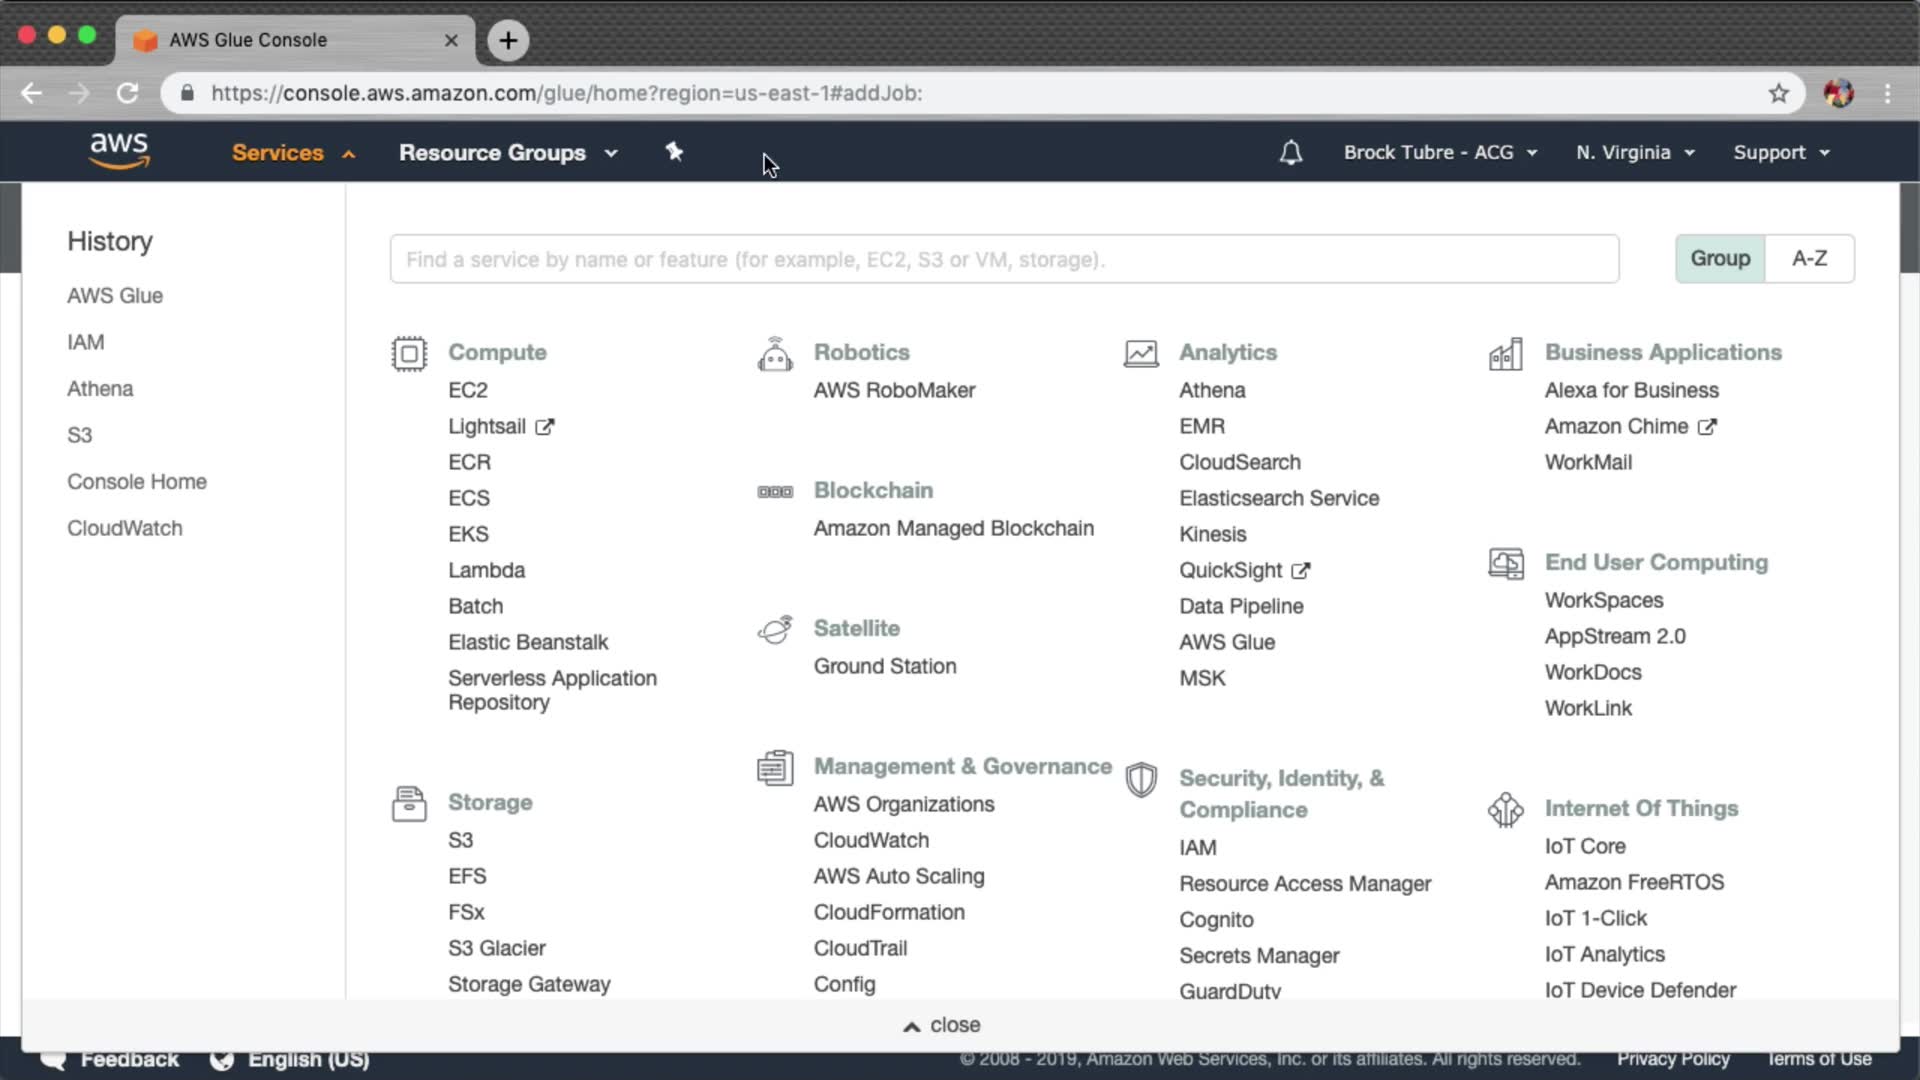 AWS Glue Console
https://console.aws.amazon.com/glue/home?region=us-east-1#addJob:
aws
Services
Resource Groups
Brock Tubre - ACG
N. Virginia
Support
History
AWS Glue
IAM
Athena
S3
Console Home
CloudWatch
Find a service by name or feature (for example, EC2, S3 or VM, storage).
Group
A-Z
Compute
EC2
Lightsail
ECR
ECS
EKS
Lambda
Batch
Elastic Beanstalk
Serverless Application
Repository
Storage
S3
EFS
FSx
S3 Glacier
Storage Gateway
Robotics
AWS RoboMaker
Blockchain
Amazon Managed Blockchain
Satellite
Ground Station
Management & Governance
AWS Organizations
CloudWatch
AWS Auto Scaling
CloudFormation
CloudTrail
Config
Analytics
Athena
EMR
CloudSearch
Elasticsearch Service
Kinesis
QuickSight
Data Pipeline
AWS Glue
MSK
Security, Identity, &
Compliance
IAM
Resource Access Manager
Cognito
Secrets Manager
GuardDuty
Business Applications
Alexa for Business
Amazon Chime
WorkMail
End User Computing
WorkSpaces
AppStream 2.0
WorkDocs
WorkLink
Internet Of Things
IoT Core
Amazon FreeRTOS
IoT 1-Click
IoT Analytics
IoT Device Defender
close
Feedback
English (US)
© 2008 - 2019, Amazon Web Services, Inc. or its affiliates. All rights reserved.
Privacy Policy
Terms of Use